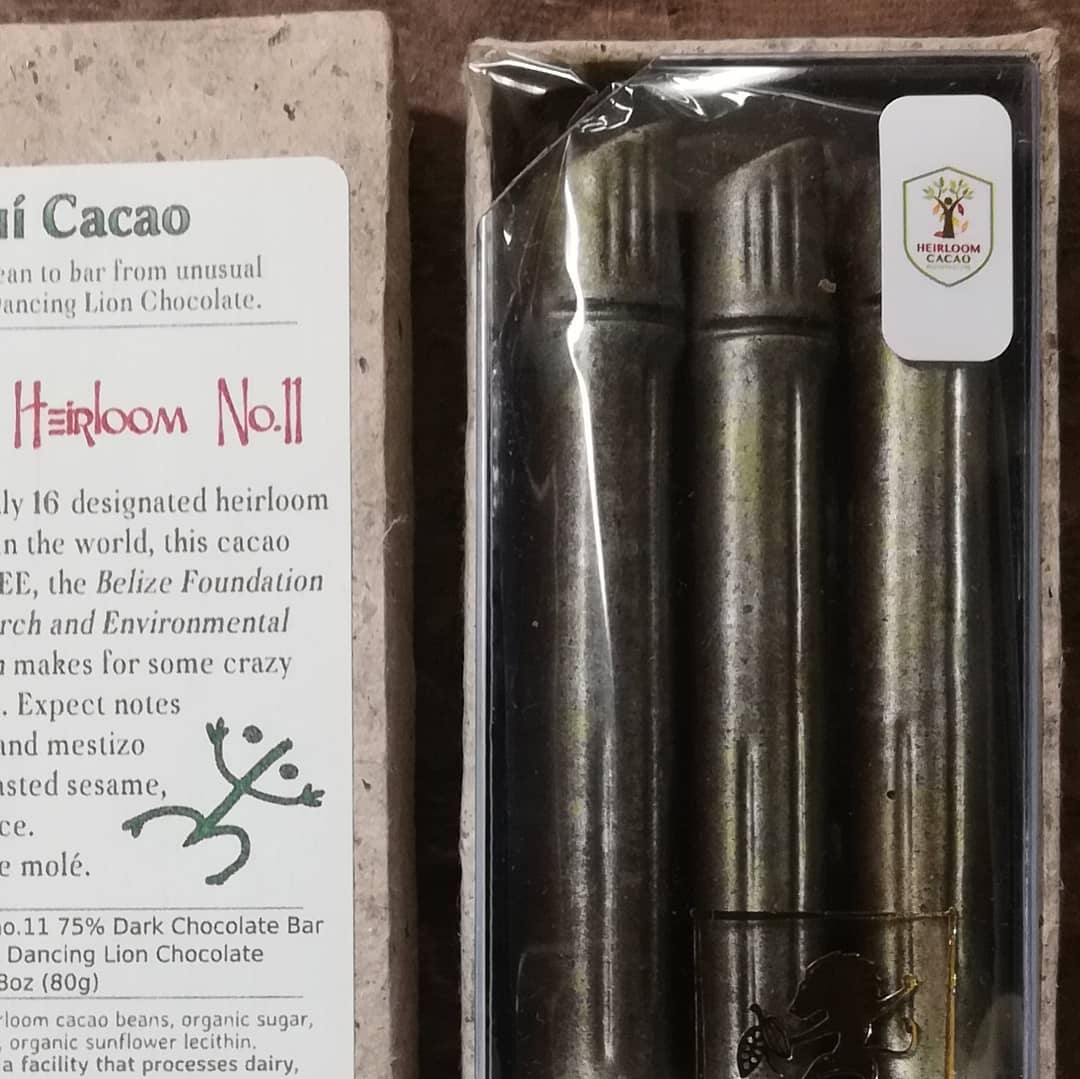 uí Cacao
ean to bar from unusual
Dancing Lion Chocolate.
Heirloom No.11
ly 16 designated heirloom
n the world, this cacao
EE, the Belize Foundation
rch and Environmental
makes for some crazy
. Expect notes
and mestizo
asted sesame,
ce.
e molé.
no.11 75% Dark Chocolate Bar
Dancing Lion Chocolate
8oz (80g)
rloom cacao beans, organic sugar,
, organic sunflower lecithin.
a facility that processes dairy,
HEIRLOOM
CACAO